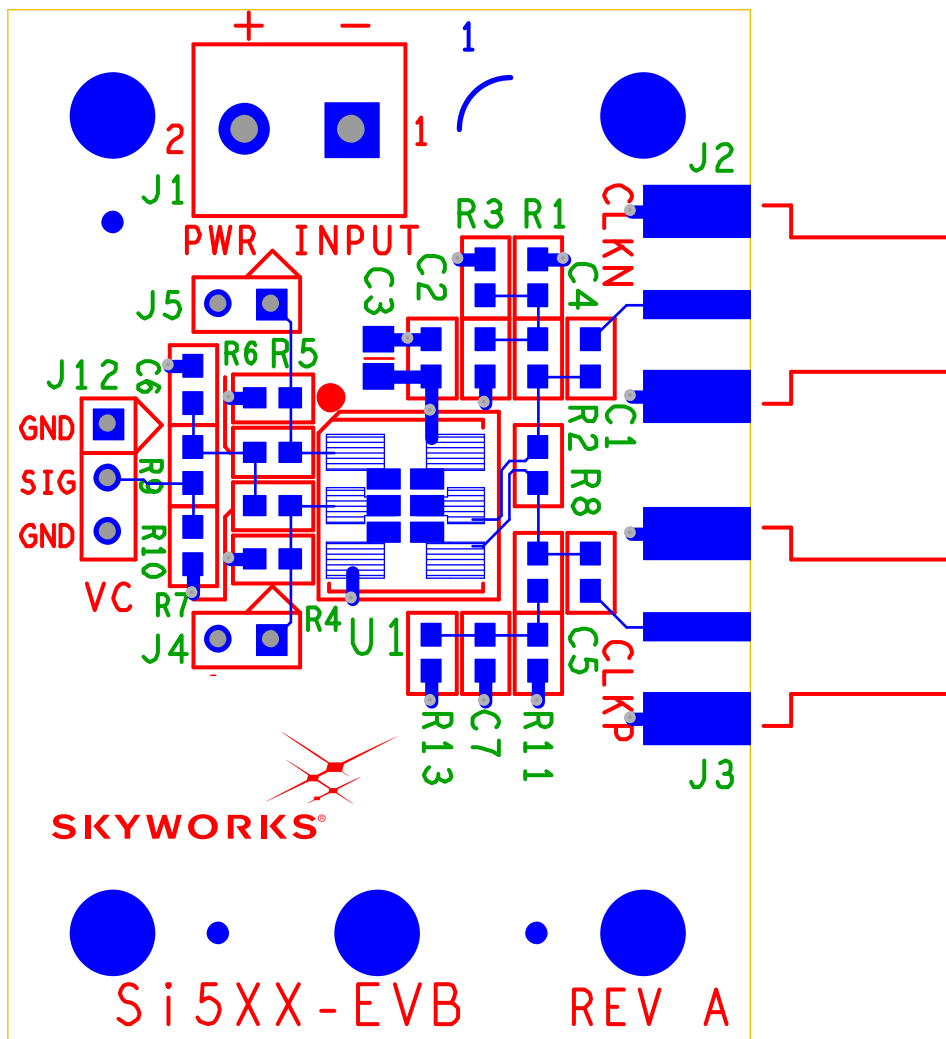 + -
1
2
1
J1
J2
PWR INPUT
R3 R1
CLKN
C3
C2
C4
J5
R6 R5
J12
C6
GND
C1
R2
SIG
R9
R8
GND
R10
VC
R7
R4
U1
J4
C5
CLKP
R13
C7
R11
J3
SKYWORKS®
Si5XX-EVB REV A